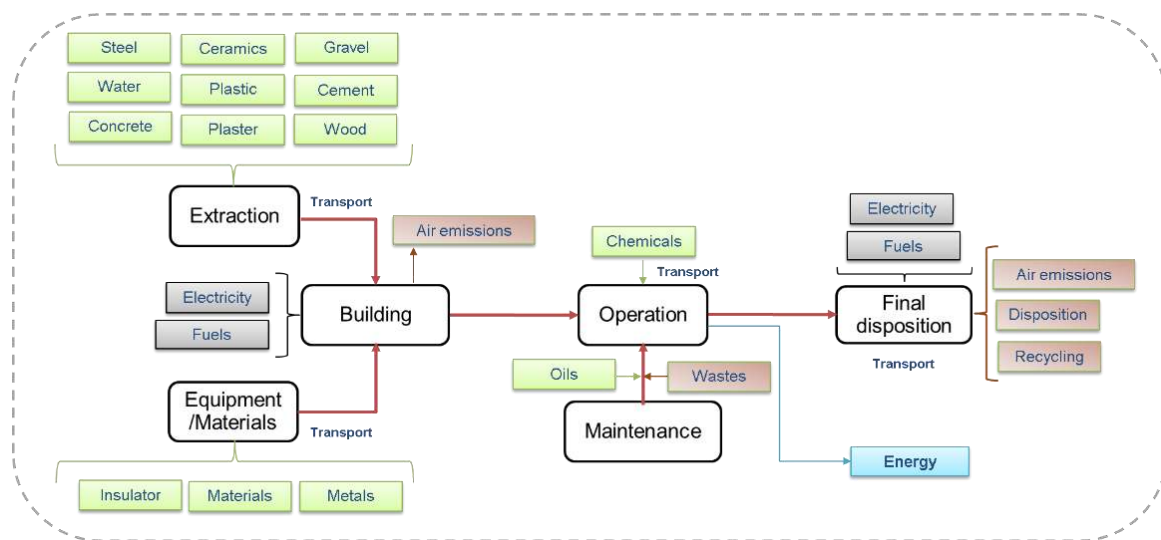 Steel
Ceramics
Gravel
Water
Plastic
Cement
Concrete
Plaster
Wood
Extraction
Transport
Air emissions
Electricity
Fuels
Building
Equipment
/Materials
Transport
Insulator
Materials
Metals
Chemicals
Transport
Operation
Oils
Wastes
Maintenance
Electricity
Fuels
Final
disposition
Transport
Air emissions
Disposition
Recycling
Energy